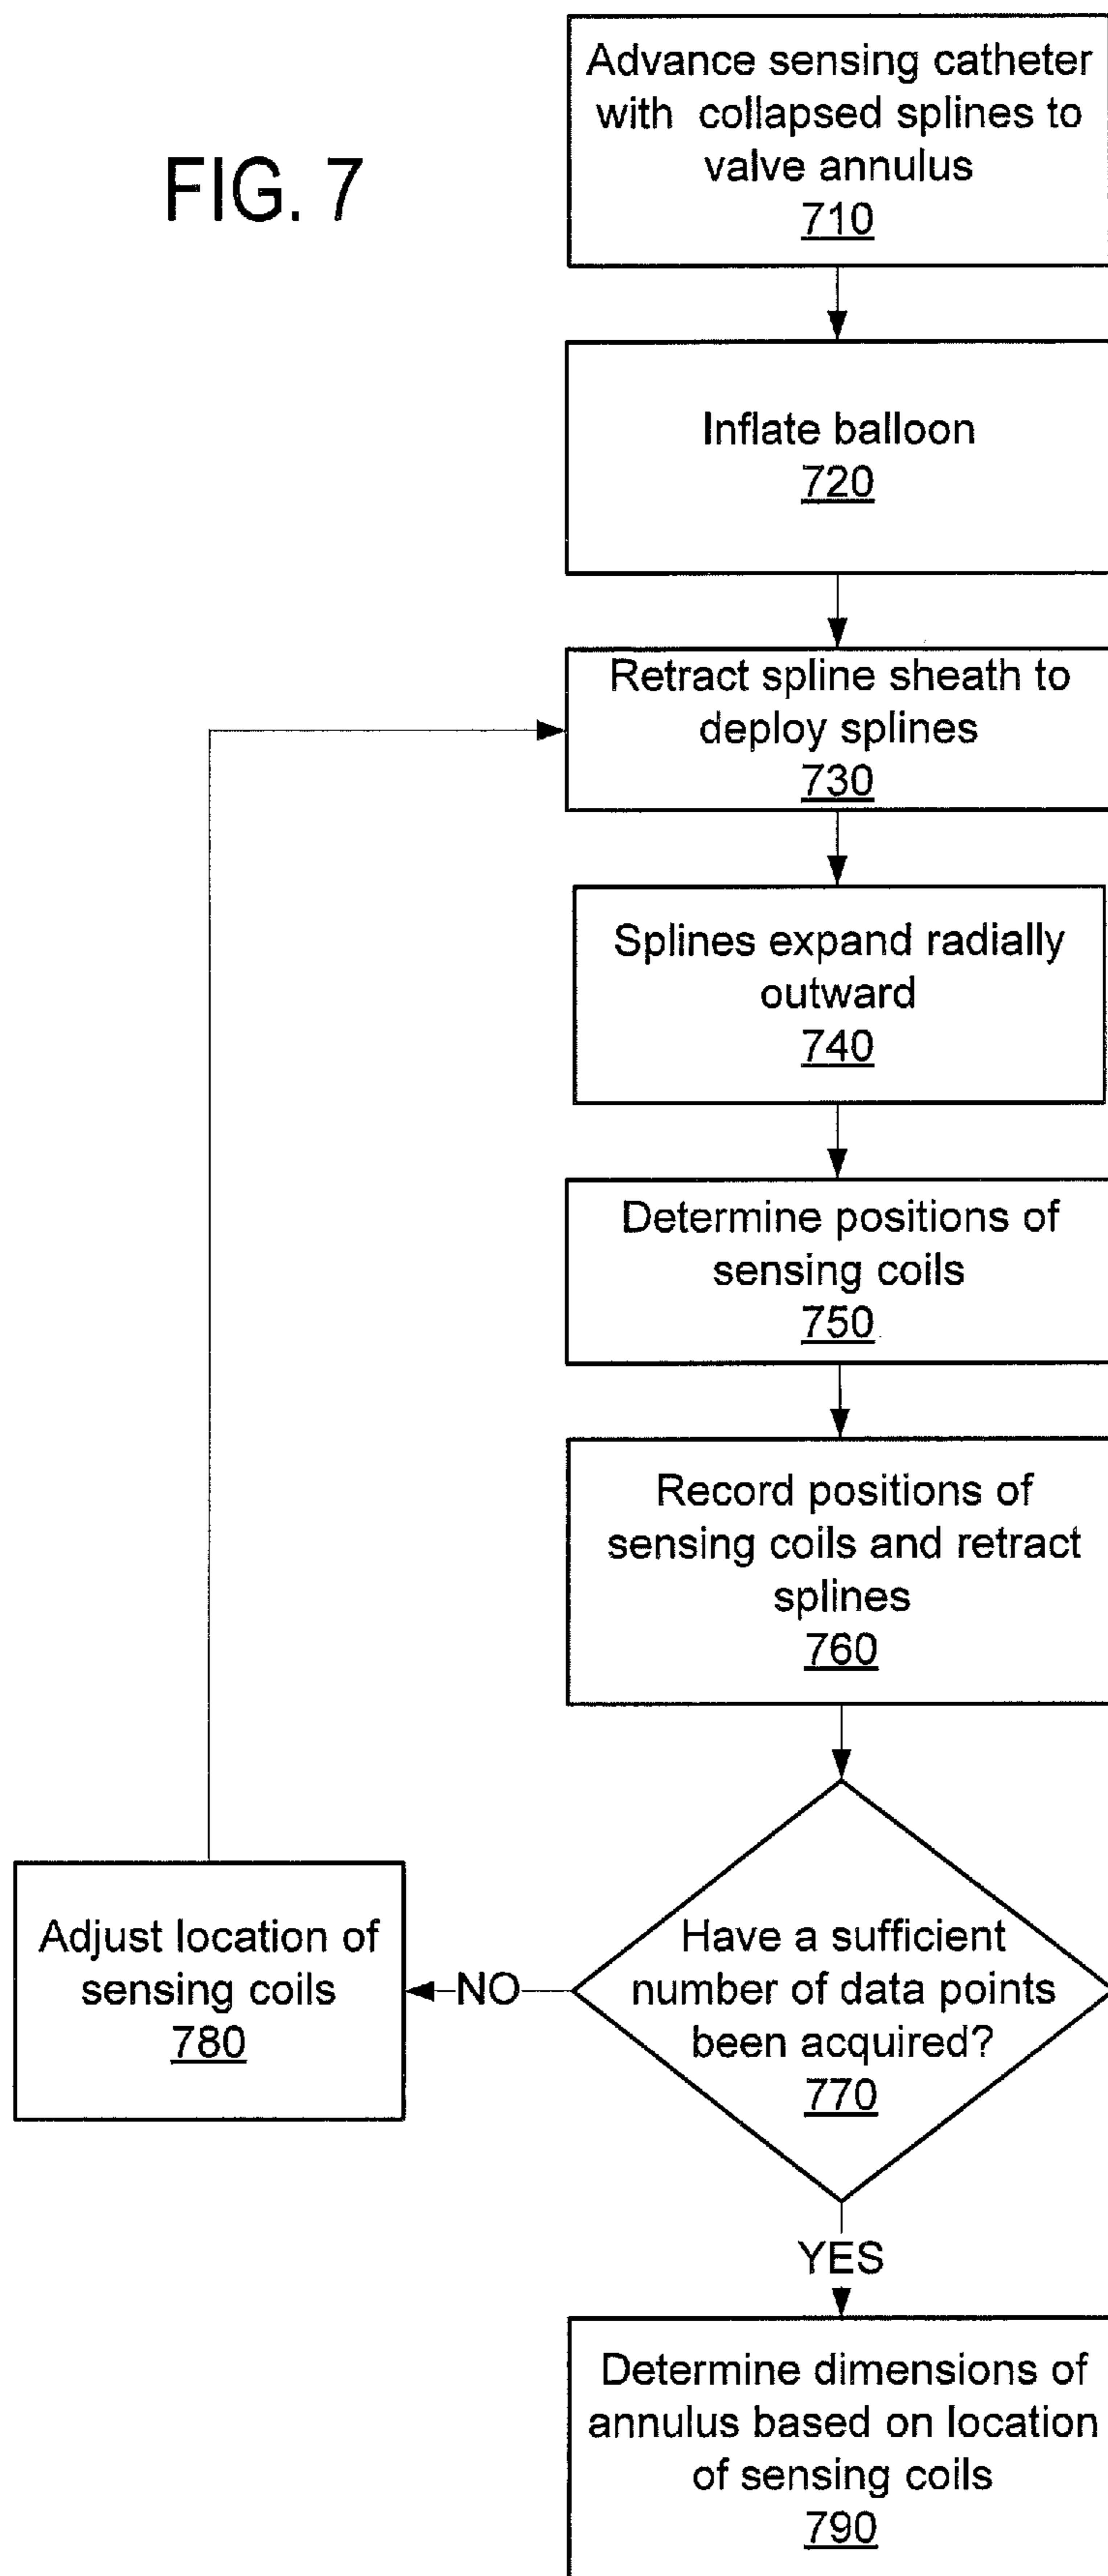 FIG. 7
Advance sensing catheter
with collapsed splines to
valve annulus
710
Inflate balloon
720
Retract spline sheath to
deploy splines
730
Splines expand radially
outward
740
Determine positions of
sensing coils
750
Record positions of
sensing coils and retract
splines
760
Have a sufficient
number of data points
been acquired?
770
NO
Adjust location of
sensing coils
780
YES
Determine dimensions of
annulus based on location
of sensing coils
790